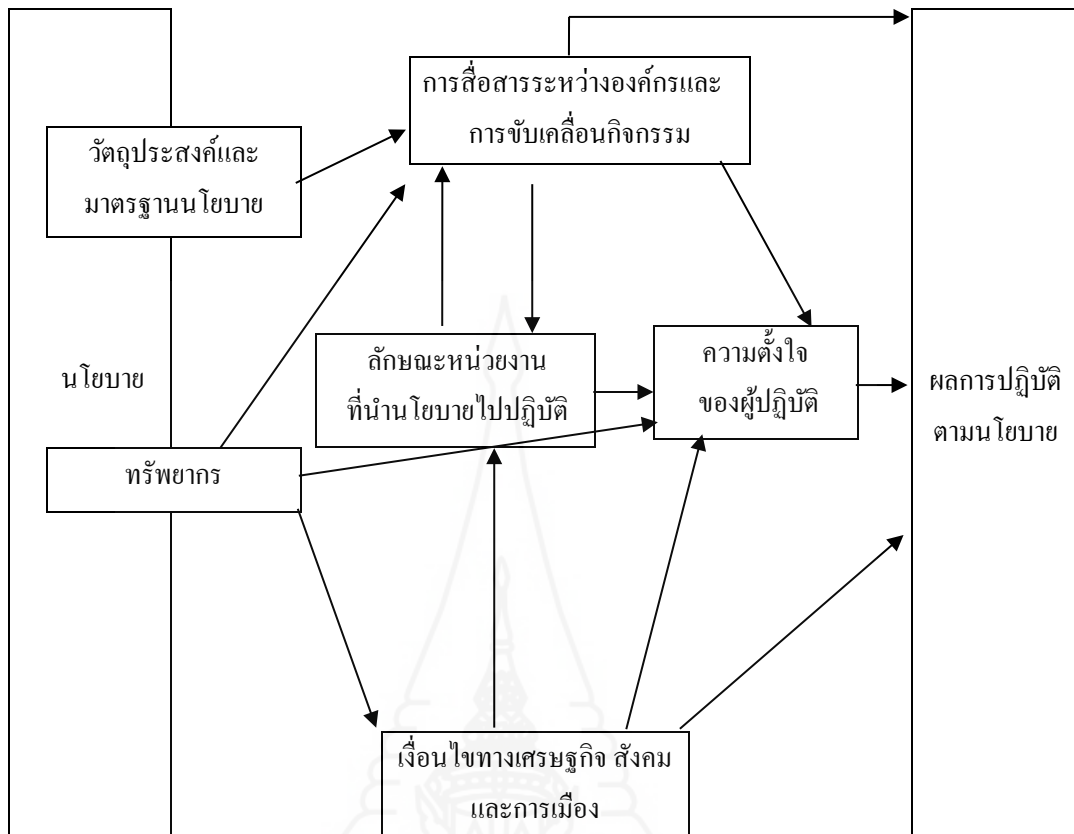 การสื่อสารระหว่างองค์กรและ
การขับเคลื่อนกิจกรรม
วัตถุประสงค์และ
มาตรฐานนโยบาย
นโยบาย
ลักษณะหน่วยงาน
ที่นำนโยบายไปปฏิบัติ
ความตั้งใจ
ของผู้ปฏิบัติ
ผลการปฏิบัติ
ตามนโยบาย
ทรัพยากร
เงื่อนไขทางเศรษฐกิจ สังคม
และการเมือง